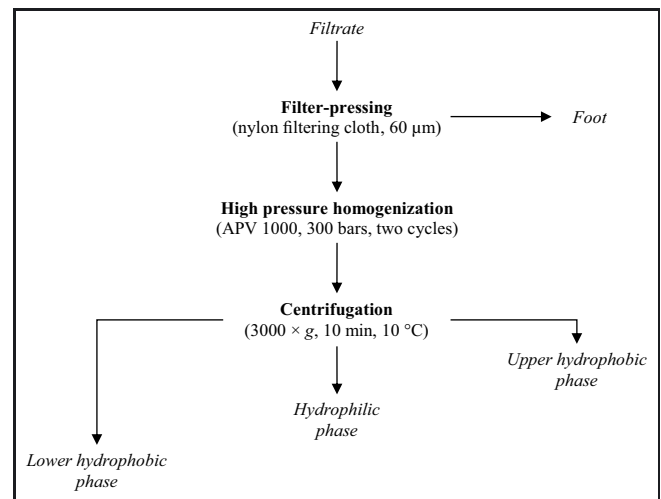 Filtrate
Filter-pressing
(nylon filtering cloth, 60 µm)
Foot
High pressure homogenization
(APV 1000, 300 bars, two cycles)
Centrifugation
(3000 × g, 10 min, 10 °C)
Upper hydrophobic
phase
Hydrophilic
phase
Lower hydrophobic
phase